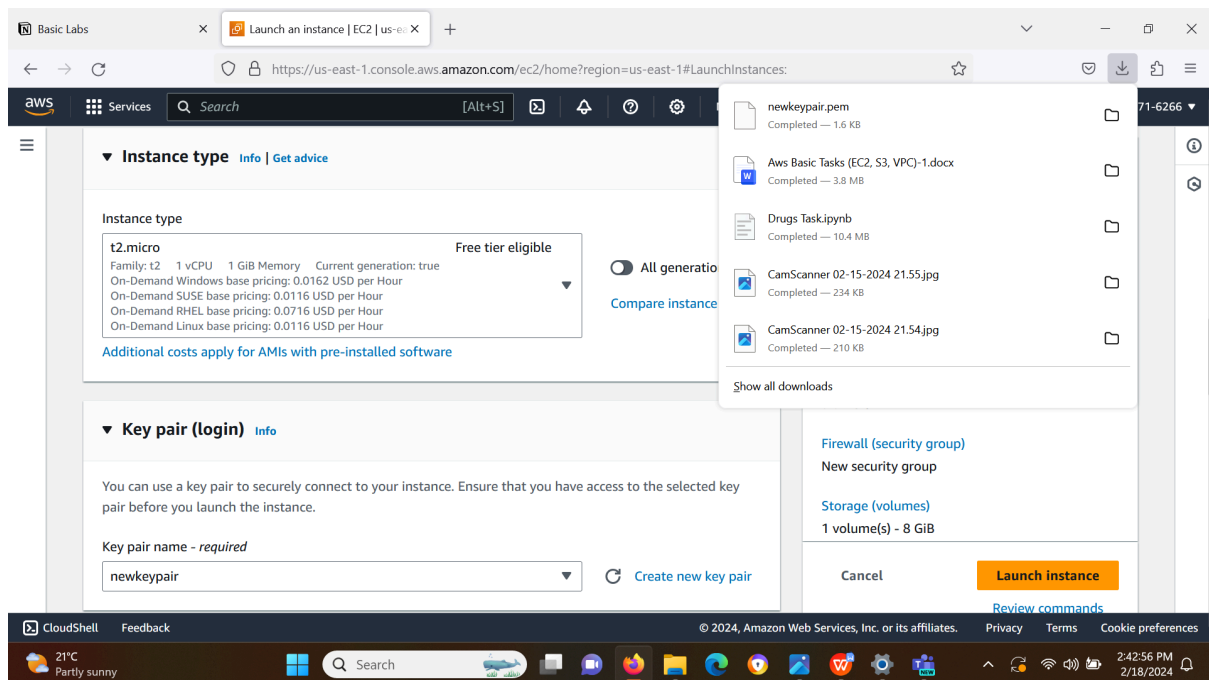 Basic Labs
Launch an instance | EC2 | us-ea
https://us-east-1.console.aws.amazon.com/ec2/home?region=us-east-1#LaunchInstances:
aws
Services
Search
[Alt+S]
71-6266
newkeypair.pem
Completed — 1.6 KB
Aws Basic Tasks (EC2, S3, VPC)-1.docx
Completed — 3.8 MB
Drugs Task.ipynb
Completed — 10.4 MB
CamScanner 02-15-2024 21.55.jpg
Completed — 234 KB
CamScanner 02-15-2024 21.54.jpg
Completed — 210 KB
Show all downloads
Instance type Info | Get advice
Instance type
t2.micro Free tier eligible
Family: t2 1 vCPU 1 GiB Memory Current generation: true
On-Demand Windows base pricing: 0.0162 USD per Hour
On-Demand SUSE base pricing: 0.0116 USD per Hour
On-Demand RHEL base pricing: 0.0716 USD per Hour
On-Demand Linux base pricing: 0.0116 USD per Hour
All generatio
Compare instance
Additional costs apply for AMIs with pre-installed software
Key pair (login) Info
You can use a key pair to securely connect to your instance. Ensure that you have access to the selected key
pair before you launch the instance.
Key pair name - required
newkeypair
Create new key pair
Firewall (security group)
New security group
Storage (volumes)
1 volume(s) - 8 GiB
Cancel
Launch instance
Review commands
CloudShell Feedback
© 2024, Amazon Web Services, Inc. or its affiliates. Privacy Terms Cookie preferences
21°C
Partly sunny
Search
NEW
2:42:56 PM
2/18/2024